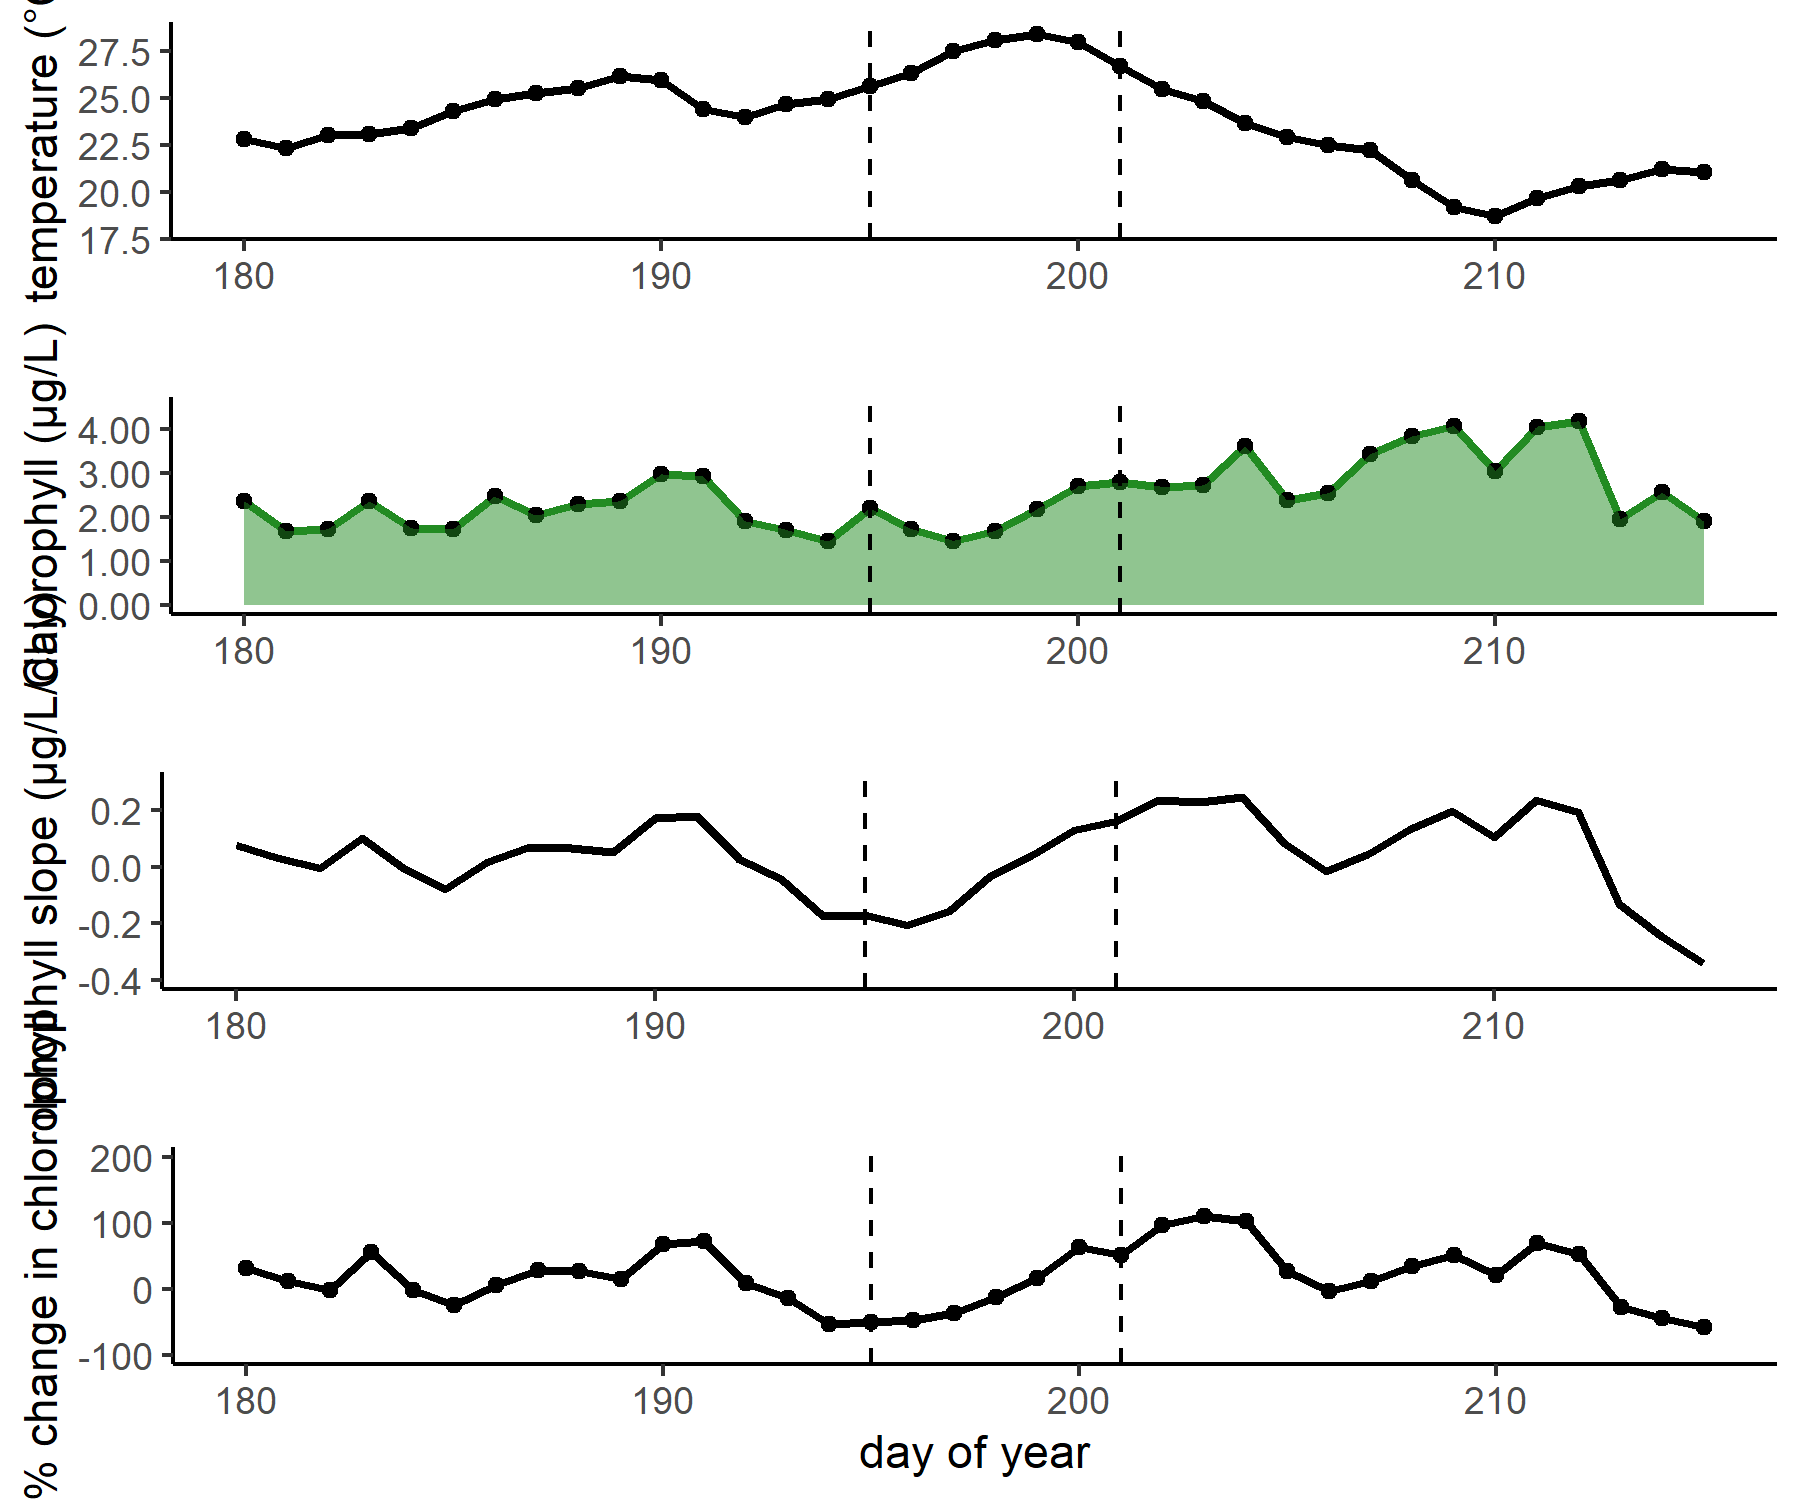 temperature (°C
27.5
25.0
22.5
20.0
17.5
180 190 200 210
Chlorophyll (µg/L)
4.00
3.00
2.00
1.00
0.00
180 190 200 210
phyll slope (µg/L/day)
0.2
0.0
-0.2
-0.4
180 190 200 210
% change in chlorophyll
200
100
0
-100
180 190 200 210
day of year